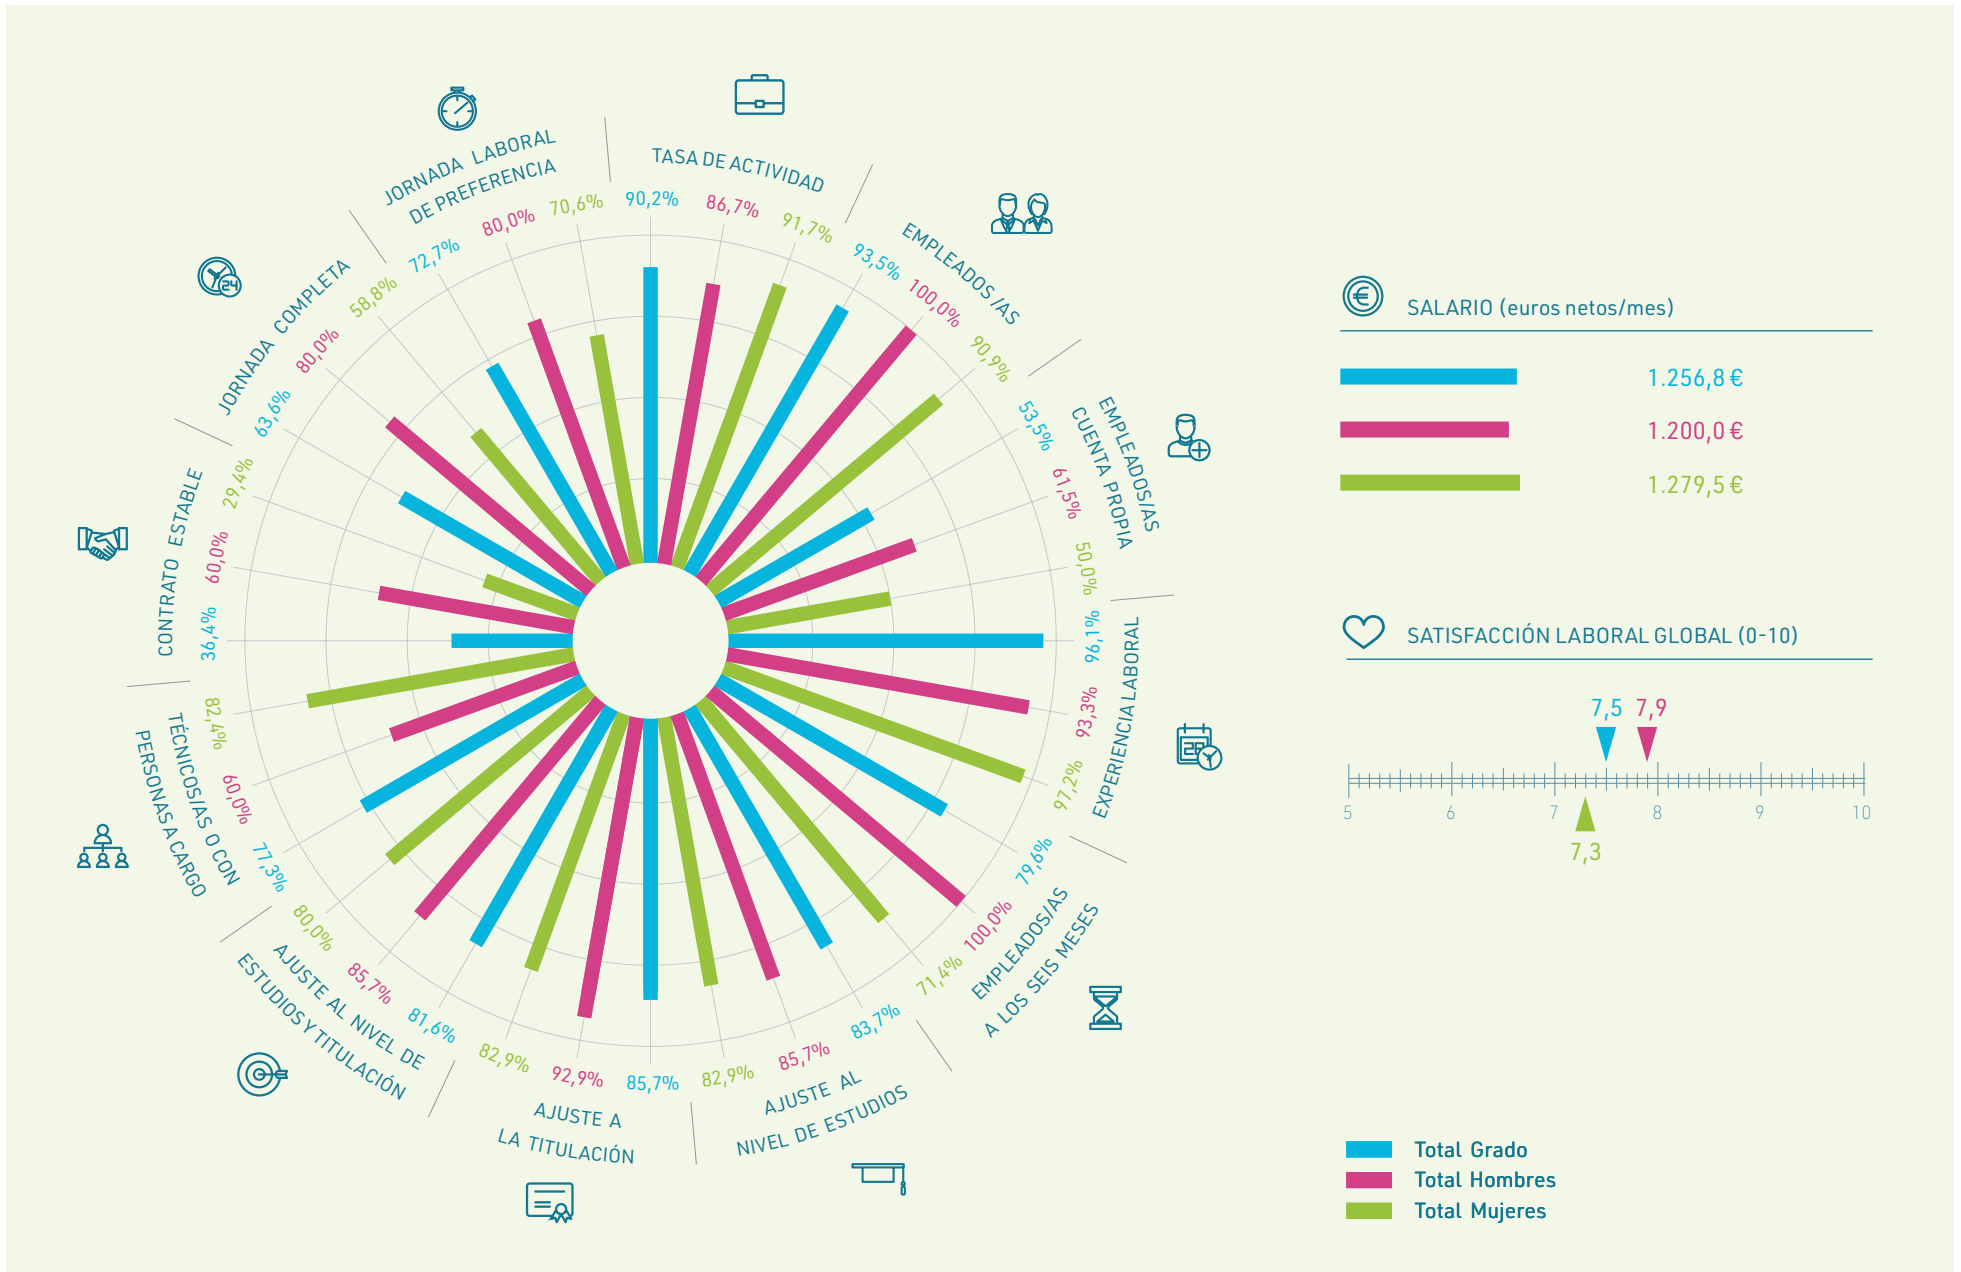 TASA DE ACTIVIDAD
90,2%
86,7%
91,7%
EMPLEADOS /AS
93,5%
100,0%
90,9%
EMPLEADOS/AS
CUENTA PROPIA
53,5%
61,5%
50,0%
EXPERIENCIA LABORAL
96,1%
93,3%
97,2%
EMPLEADOS/AS
A LOS SEIS MESES
79,6%
100,0%
71,4%
AJUSTE AL
NIVEL DE ESTUDIOS
83,7%
85,7%
82,9%
AJUSTE A
LA TITULACIÓN
85,7%
92,9%
82,9%
AJUSTE AL NIVEL DE
ESTUDIOS Y TITULACIÓN
81,6%
85,7%
80,0%
TÉCNICOS/AS O CON
PERSONAS A CARGO
77,3%
60,0%
82,4%
CONTRATO ESTABLE
36,4%
60,0%
29,4%
JORNADA COMPLETA
63,6%
80,0%
58,8%
JORNADA LABORAL
DE PREFERENCIA
72,7%
80,0%
70,6%
24
28
SALARIO (euros netos/mes)
€
1.256,8 €
1.200,0 €
1.279,5 €
SATISFACCIÓN LABORAL GLOBAL (0-10)
7,5 7,9
5 6 7 8 9 10
7,3
Total Grado
Total Hombres
Total Mujeres